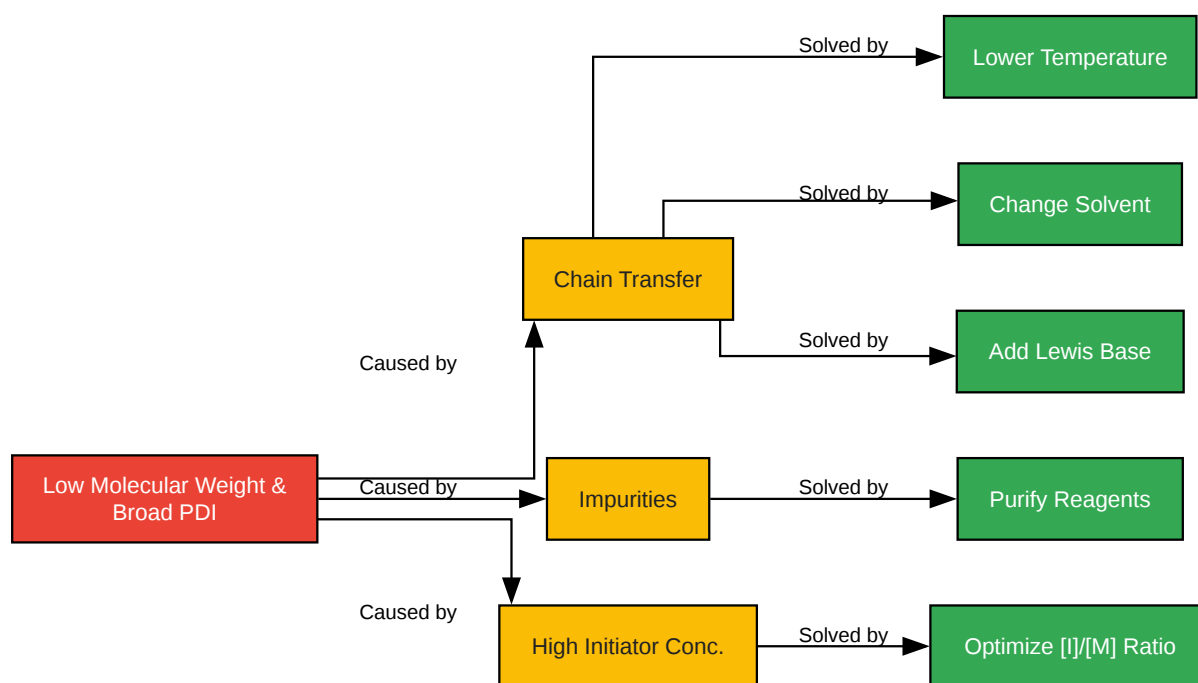 Solved by
Lower Temperature
Solved by
Change Solvent
Chain Transfer
Solved by
Add Lewis Base
Caused by
Low Molecular Weight &
Broad PDI
Caused by
Impurities
Solved by
Purify Reagents
Caused by
High Initiator Conc.
Solved by
Optimize [I]/[M] Ratio